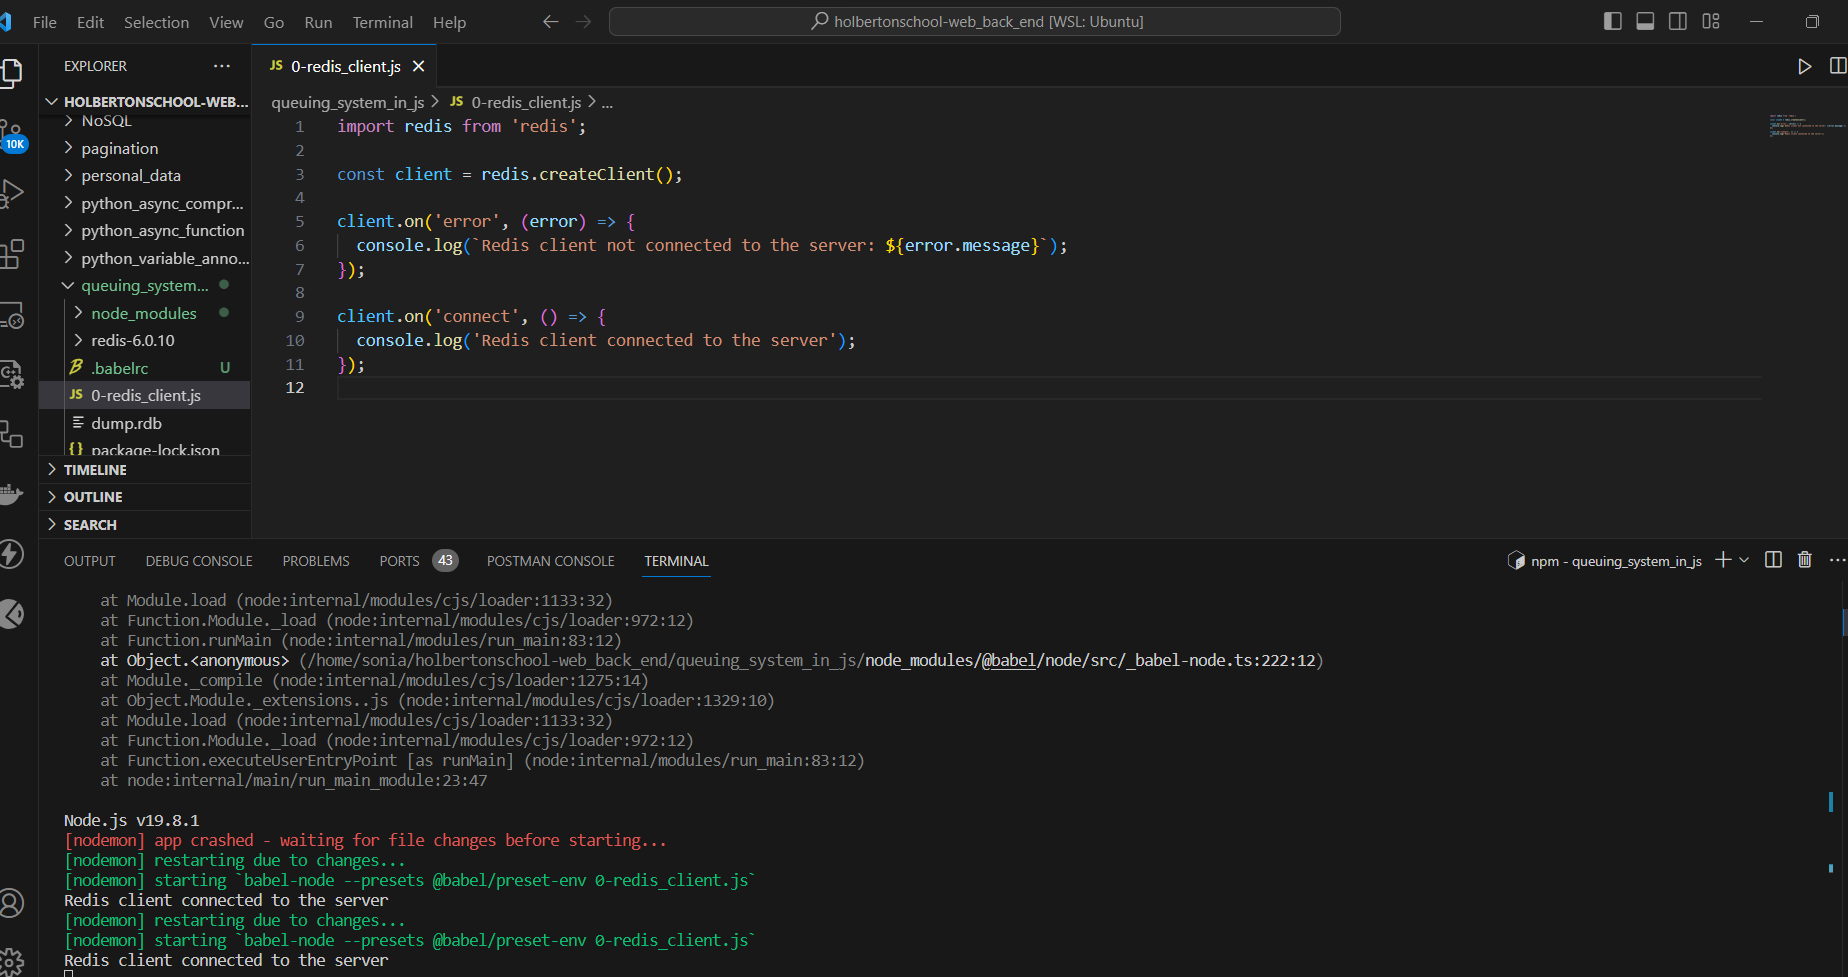 File Edit Selection View Go Run Terminal Help
holbertonschool-web_back_end [WSL: Ubuntu]
EXPLORER
HOLBERTONSCHOOL-WEB...
NoSQL
pagination
personal_data
python_async_compr...
python_async_function
python_variable_anno...
queuing_system...
node_modules
redis-6.0.10
.babelrc U
JS 0-redis_client.js
dump.rdb
{} package-lock.json
TIMELINE
OUTLINE
SEARCH
10K
JS 0-redis_client.js
queuing_system_in_js > JS 0-redis_client.js > ...
1 import redis from 'redis';
2
3 const client = redis.createClient();
4
5 client.on('error', (error) => {
6 console.log(`Redis client not connected to the server: ${error.message}`);
7 });
8
9 client.on('connect', () => {
10 console.log('Redis client connected to the server');
11 });
12
OUTPUT DEBUG CONSOLE PROBLEMS PORTS 43 POSTMAN CONSOLE TERMINAL
npm - queuing_system_in_js
at Module.load (node:internal/modules/cjs/loader:1133:32)
at Function.Module._load (node:internal/modules/cjs/loader:972:12)
at Function.runMain (node:internal/modules/run_main:83:12)
at Object.<anonymous> (/home/sonia/holbertonschool-web_back_end/queuing_system_in_js/node_modules/@babel/node/src/_babel-node.ts:222:12)
at Module._compile (node:internal/modules/cjs/loader:1275:14)
at Object.Module._extensions..js (node:internal/modules/cjs/loader:1329:10)
at Module.load (node:internal/modules/cjs/loader:1133:32)
at Function.Module._load (node:internal/modules/cjs/loader:972:12)
at Function.executeUserEntryPoint [as runMain] (node:internal/modules/run_main:83:12)
at node:internal/main/run_main_module:23:47
Node.js v19.8.1
[nodemon] app crashed - waiting for file changes before starting...
[nodemon] restarting due to changes...
[nodemon] starting `babel-node --presets @babel/preset-env 0-redis_client.js`
Redis client connected to the server
[nodemon] restarting due to changes...
[nodemon] starting `babel-node --presets @babel/preset-env 0-redis_client.js`
Redis client connected to the server